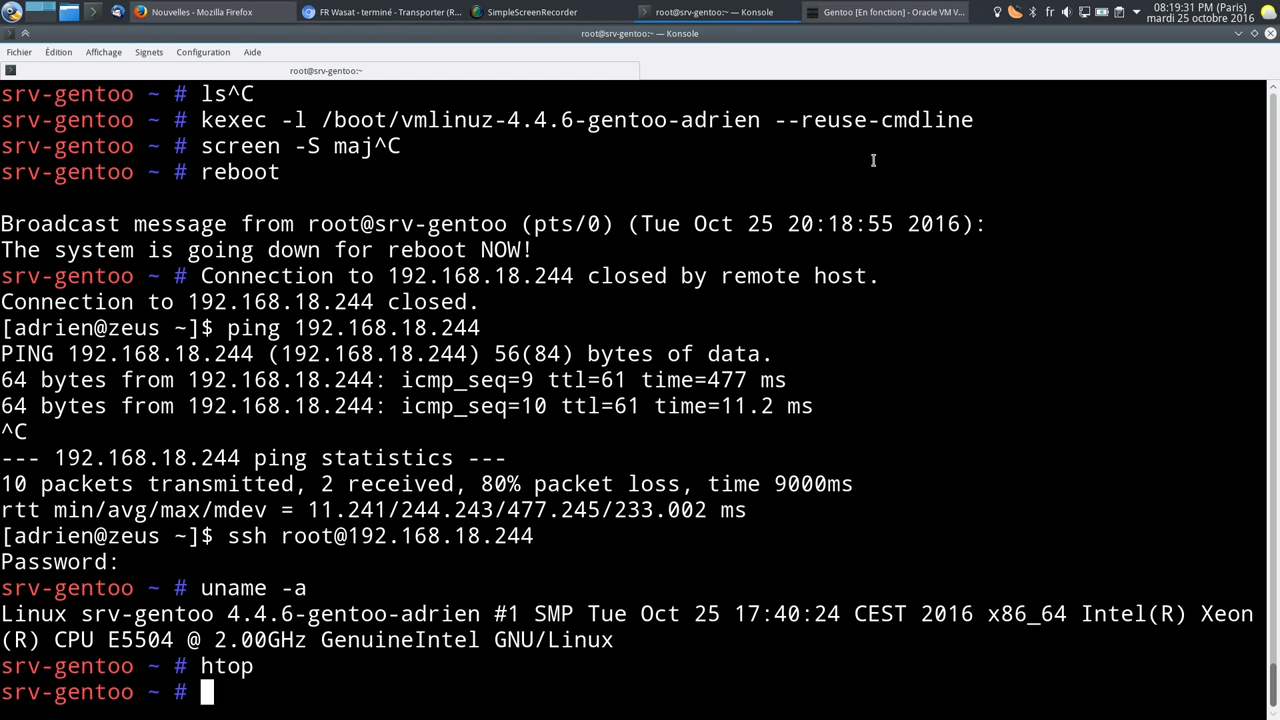 Nouvelles - Mozilla Firefox
FR Wasat - terminé - Transporter (R...
SimpleScreenRecorder
root@srv-gentoo:~ — Konsole
Gentoo [En fonction] - Oracle VM V...
fr
08:19:31 PM (Paris)
mardi 25 octobre 2016
root@srv-gentoo:~ — Konsole
Fichier Édition Affichage Signets Configuration Aide
root@srv-gentoo:~
srv-gentoo ~ # ls^C
srv-gentoo ~ # kexec -l /boot/vmlinuz-4.4.6-gentoo-adrien --reuse-cmdline
srv-gentoo ~ # screen -S maj^C
srv-gentoo ~ # reboot
Broadcast message from root@srv-gentoo (pts/0) (Tue Oct 25 20:18:55 2016):
The system is going down for reboot NOW!
srv-gentoo ~ # Connection to 192.168.18.244 closed by remote host.
Connection to 192.168.18.244 closed.
[adrien@zeus ~]$ ping 192.168.18.244
PING 192.168.18.244 (192.168.18.244) 56(84) bytes of data.
64 bytes from 192.168.18.244: icmp_seq=9 ttl=61 time=477 ms
64 bytes from 192.168.18.244: icmp_seq=10 ttl=61 time=11.2 ms
^C
--- 192.168.18.244 ping statistics ---
10 packets transmitted, 2 received, 80% packet loss, time 9000ms
rtt min/avg/max/mdev = 11.241/244.243/477.245/233.002 ms
[adrien@zeus ~]$ ssh root@192.168.18.244
Password:
srv-gentoo ~ # uname -a
Linux srv-gentoo 4.4.6-gentoo-adrien #1 SMP Tue Oct 25 17:40:24 CEST 2016 x86_64 Intel(R) Xeon
(R) CPU E5504 @ 2.00GHz GenuineIntel GNU/Linux
srv-gentoo ~ # htop
srv-gentoo ~ #